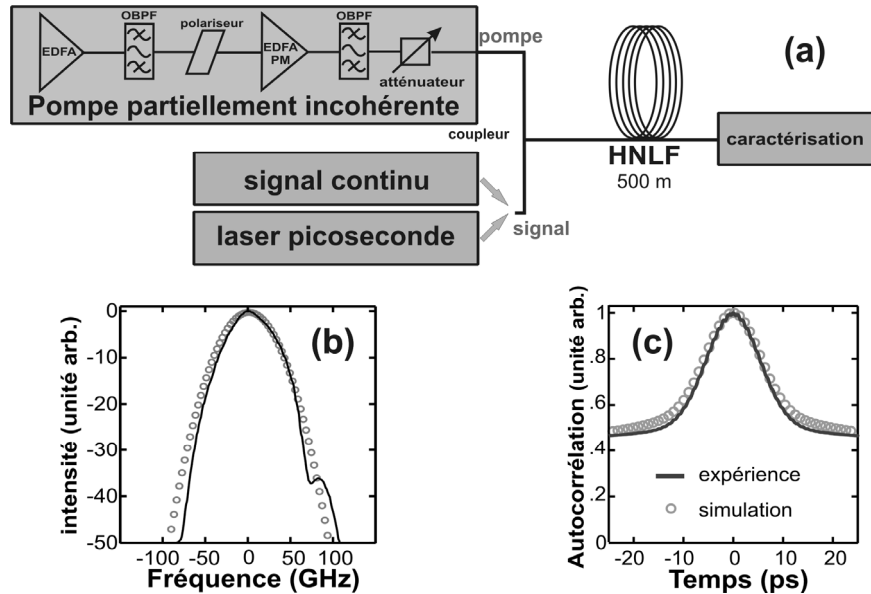 OBPF
polariseur
OBPF
EDFA
EDFA
PM
atténuateur
pompe
Pompe partiellement incohérente
(a)
coupleur
caractérisation
HNLF
500 m
signal continu
laser picoseconde
signal
(b)
intensité (unité arb.)
0
-10
-20
-30
-40
-50
-100 -50 0 50 100
Fréquence (GHz)
(c)
Autocorrélation (unité arb.)
1
.8
.6
.4
.2
0
expérience
simulation
-20 -10 0 10 20
Temps (ps)